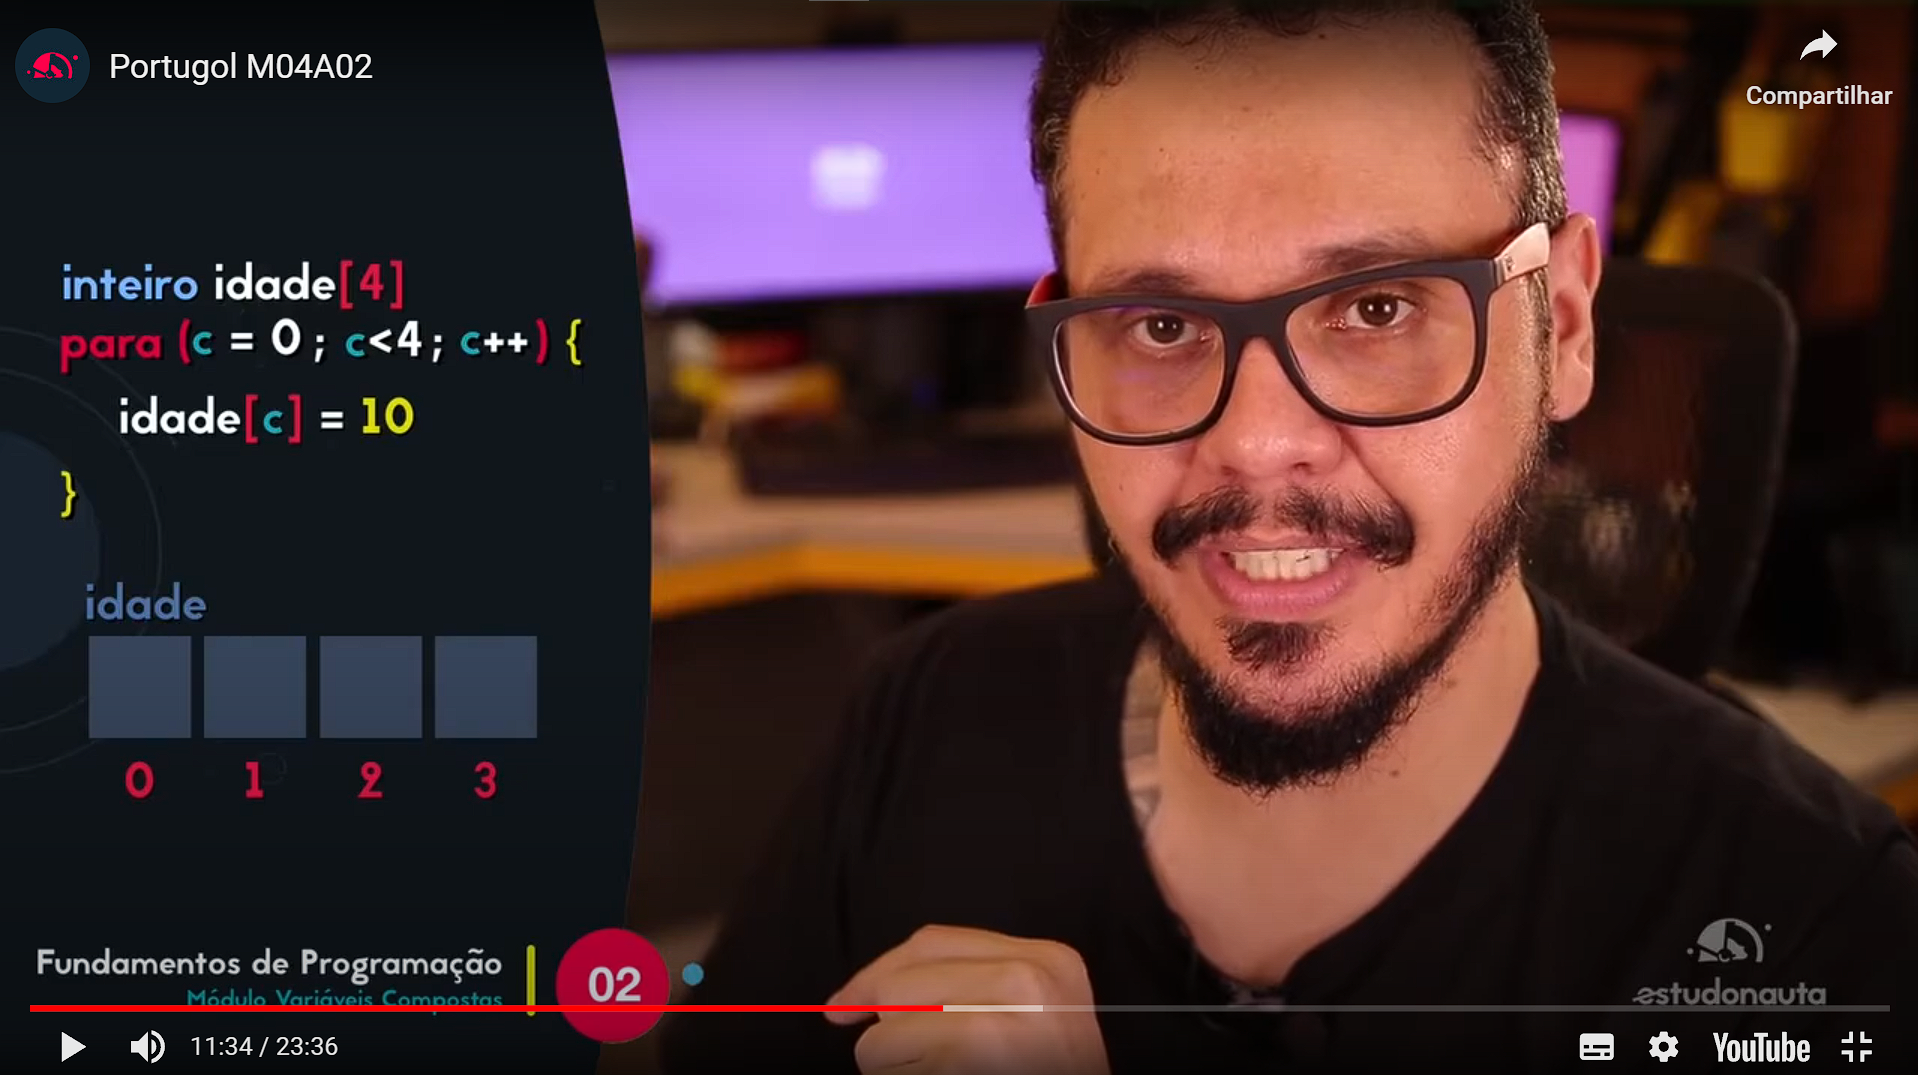 Portugol M04A02
Compartilhar
inteiro idade[4]
para (c = 0 ; c<4 ; c++) {
idade[c] = 10
}
idade
0 1 2 3
Fundamentos de Programação
Módulo Variáveis Compostas
02
estudonauta
11:34 / 23:36
YouTube